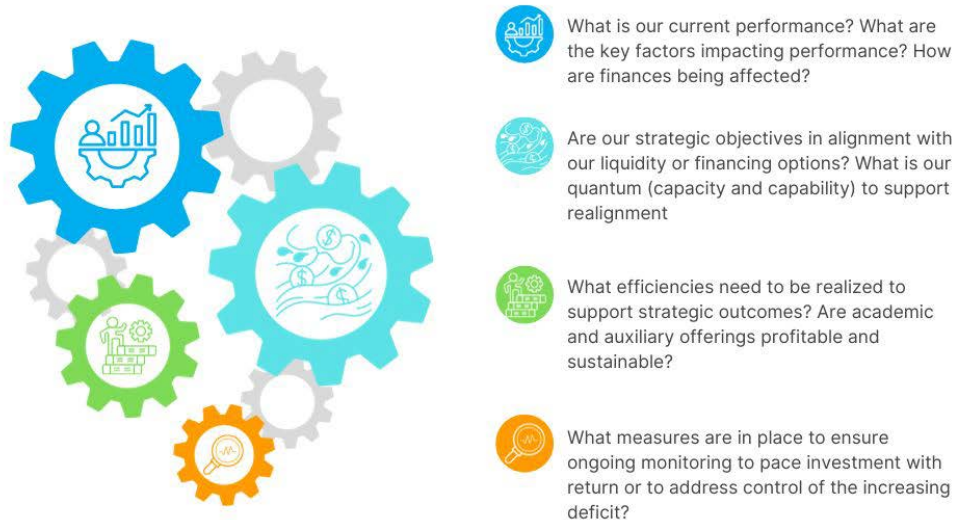 What is our current performance? What are
the key factors impacting performance? How
are finances being affected?
Are our strategic objectives in alignment with
our liquidity or financing options? What is our
quantum (capacity and capability) to support
realignment
What efficiencies need to be realized to
support strategic outcomes? Are academic
and auxiliary offerings profitable and
sustainable?
What measures are in place to ensure
ongoing monitoring to pace investment with
return or to address control of the increasing
deficit?